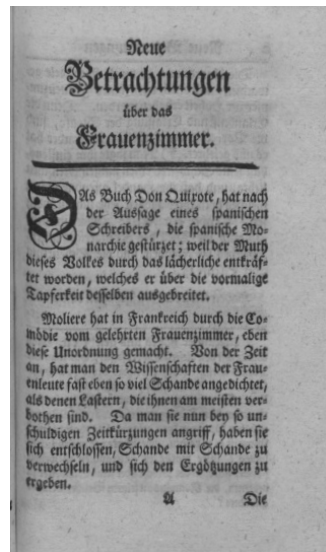 Neue
Betrachtungen
über das
Frauenzimmer.
DAs Buch Don Quixote, hat nach
der Aussage eines spanischen
Schreibers, die spanische Mo-
narchie gestürzet; weil der Muth
dieses Volkes durch das lächerliche entkräf-
tet worden, welches er über die vormalige
Tapferkeit desselben ausgebreitet.
Moliere hat in Frankreich durch die Co-
mödie vom gelehrten Frauenzimmer, eben
diese Unordnung gemacht. Von der Zeit
an, hat man den Wissenschaften der Frau-
enleute fast eben so viel Schande angedichtet,
als denen Lastern, die ihnen am meisten ver-
bothen sind. Da man sie nun bey so un-
schuldigen Zeitkürzungen angriff, haben sie
sich entschlossen, Schande mit Schande zu
verwechseln, und sich den Ergötzungen zu
ergeben.
A Die